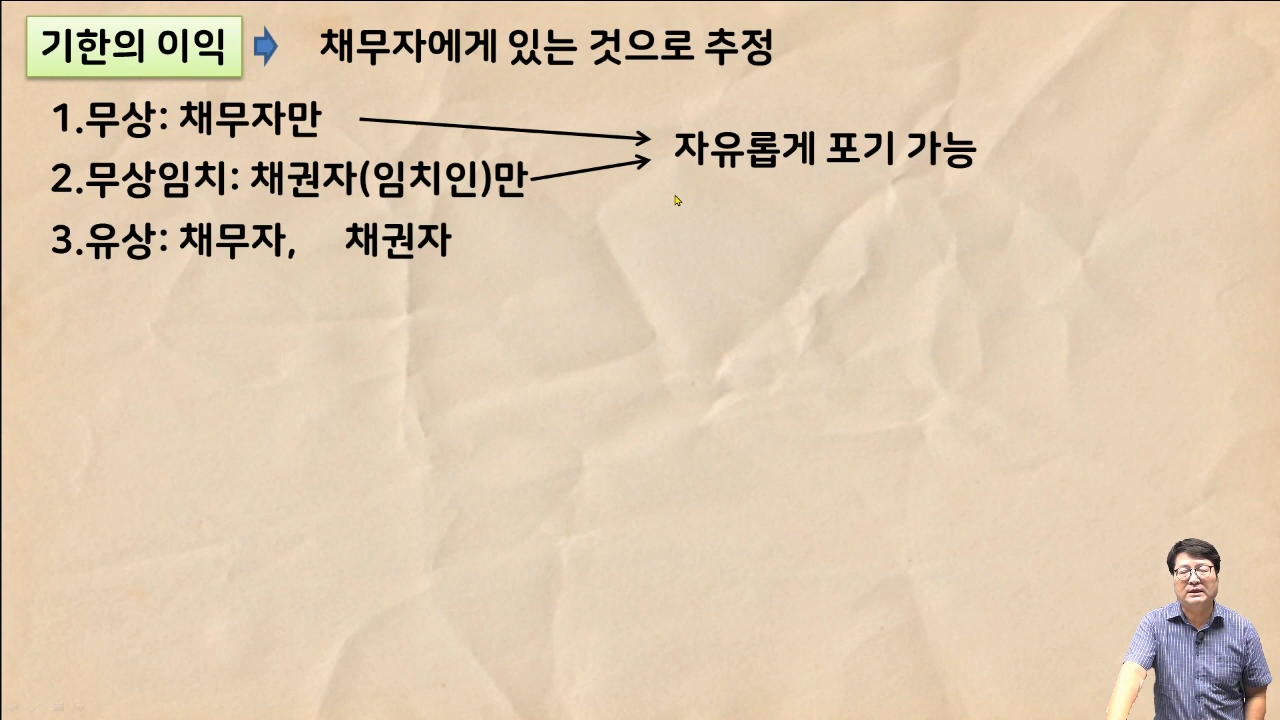 기한의 이익 채무자에게 있는 것으로 추정
1.무상: 채무자만
자유롭게 포기 가능
2.무상임치: 채권자(임치인)만
3.유상: 채무자, 채권자